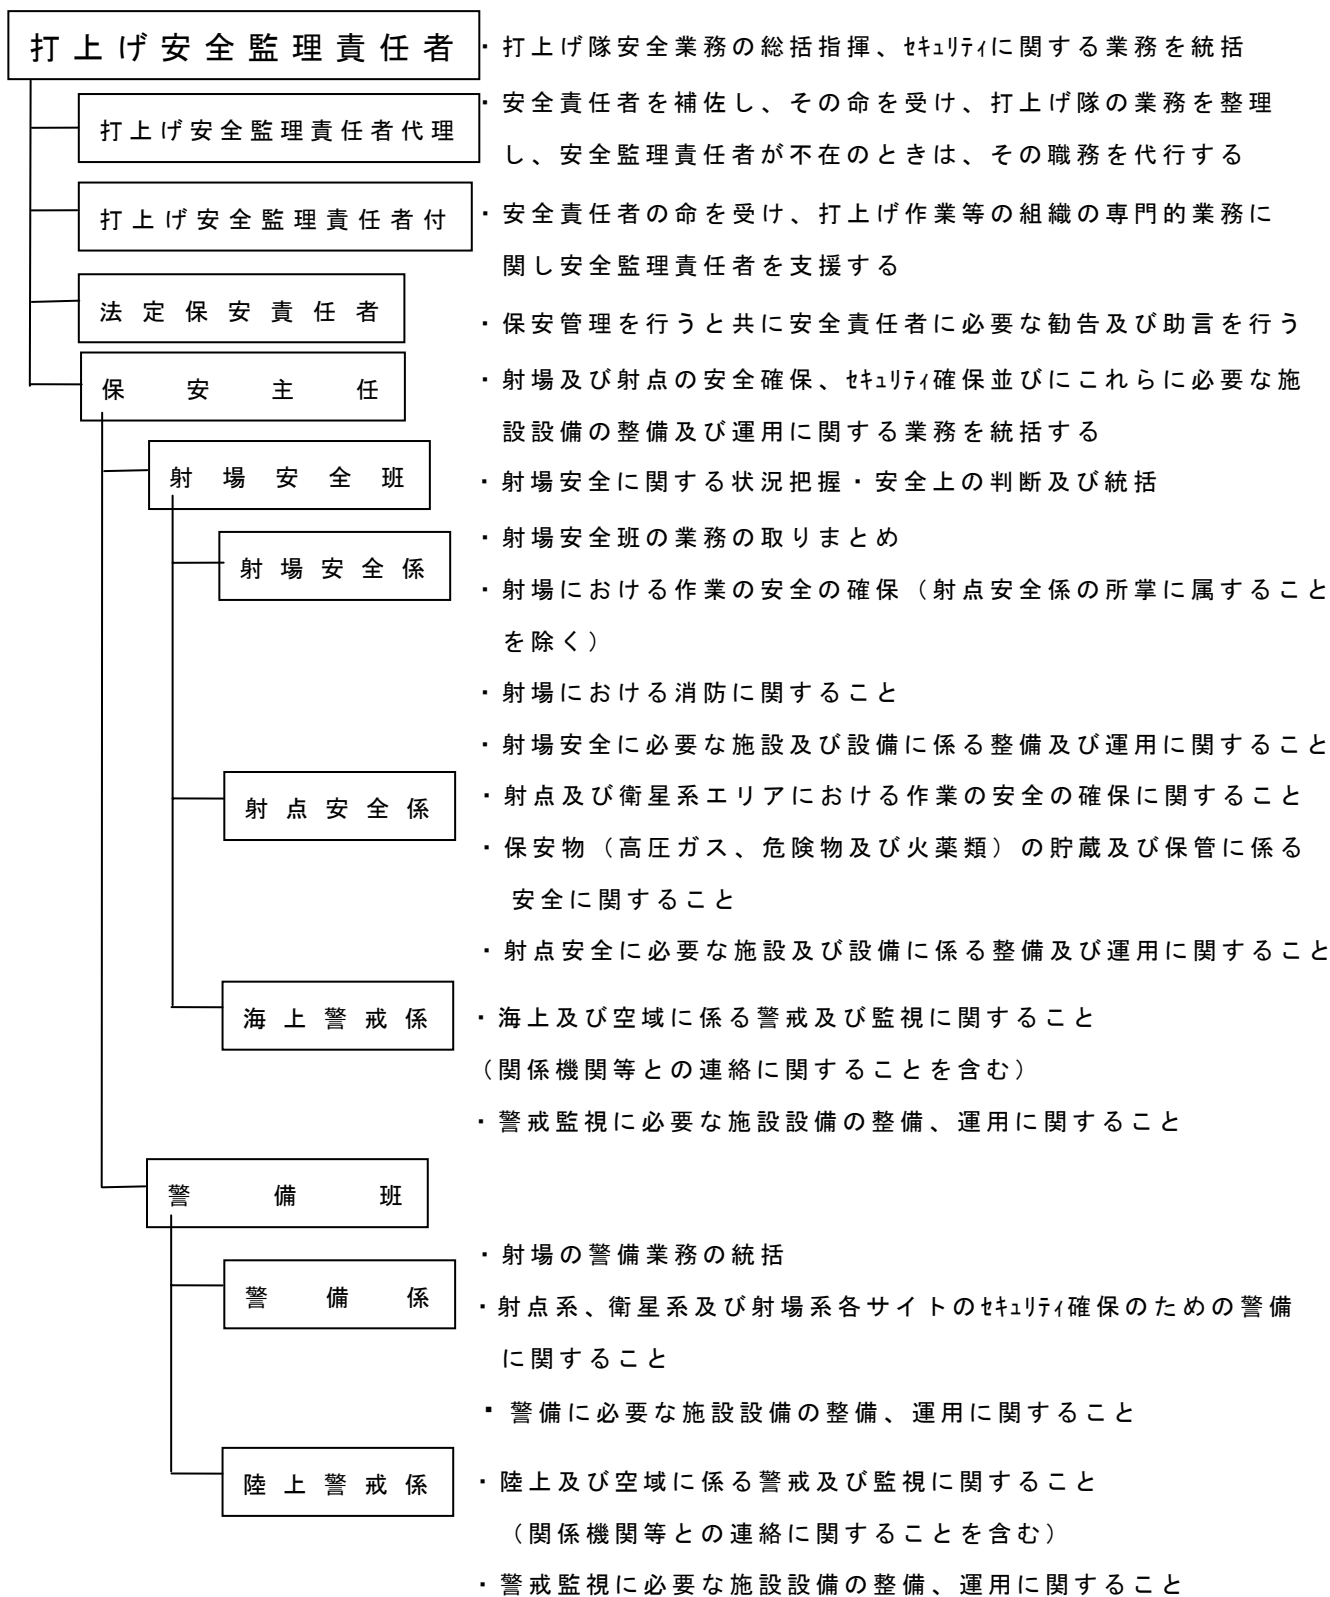 打上げ安全監理責任者
・打上げ隊安全業務の総括指揮、ｾｷｭﾘﾃｨに関する業務を統括
打上げ安全監理責任者代理
・安全責任者を補佐し、その命を受け、打上げ隊の業務を整理
し、安全監理責任者が不在のときは、その職務を代行する
打上げ安全監理責任者付
・安全責任者の命を受け、打上げ作業等の組織の専門的業務に
関し安全監理責任者を支援する
法定保安責任者
・保安管理を行うと共に安全責任者に必要な勧告及び助言を行う
保安主任
・射場及び射点の安全確保、ｾｷｭﾘﾃｨ確保並びにこれらに必要な施
設設備の整備及び運用に関する業務を統括する
射場安全班
・射場安全に関する状況把握・安全上の判断及び統括
射場安全係
・射場安全班の業務の取りまとめ
・射場における作業の安全の確保（射点安全係の所掌に属すること
を除く）
・射場における消防に関すること
・射場安全に必要な施設及び設備に係る整備及び運用に関すること
射点安全係
・射点及び衛星系エリアにおける作業の安全の確保に関すること
・保安物（高圧ガス、危険物及び火薬類）の貯蔵及び保管に係る
安全に関すること
・射点安全に必要な施設及び設備に係る整備及び運用に関すること
海上警戒係
・海上及び空域に係る警戒及び監視に関すること
（関係機関等との連絡に関することを含む）
・警戒監視に必要な施設設備の整備、運用に関すること
警備班
・射場の警備業務の統括
警備係
・射点系、衛星系及び射場系各サイトのｾｷｭﾘﾃｨ確保のための警備
に関すること
・警備に必要な施設設備の整備、運用に関すること
陸上警戒係
・陸上及び空域に係る警戒及び監視に関すること
（関係機関等との連絡に関することを含む）
・警戒監視に必要な施設設備の整備、運用に関すること